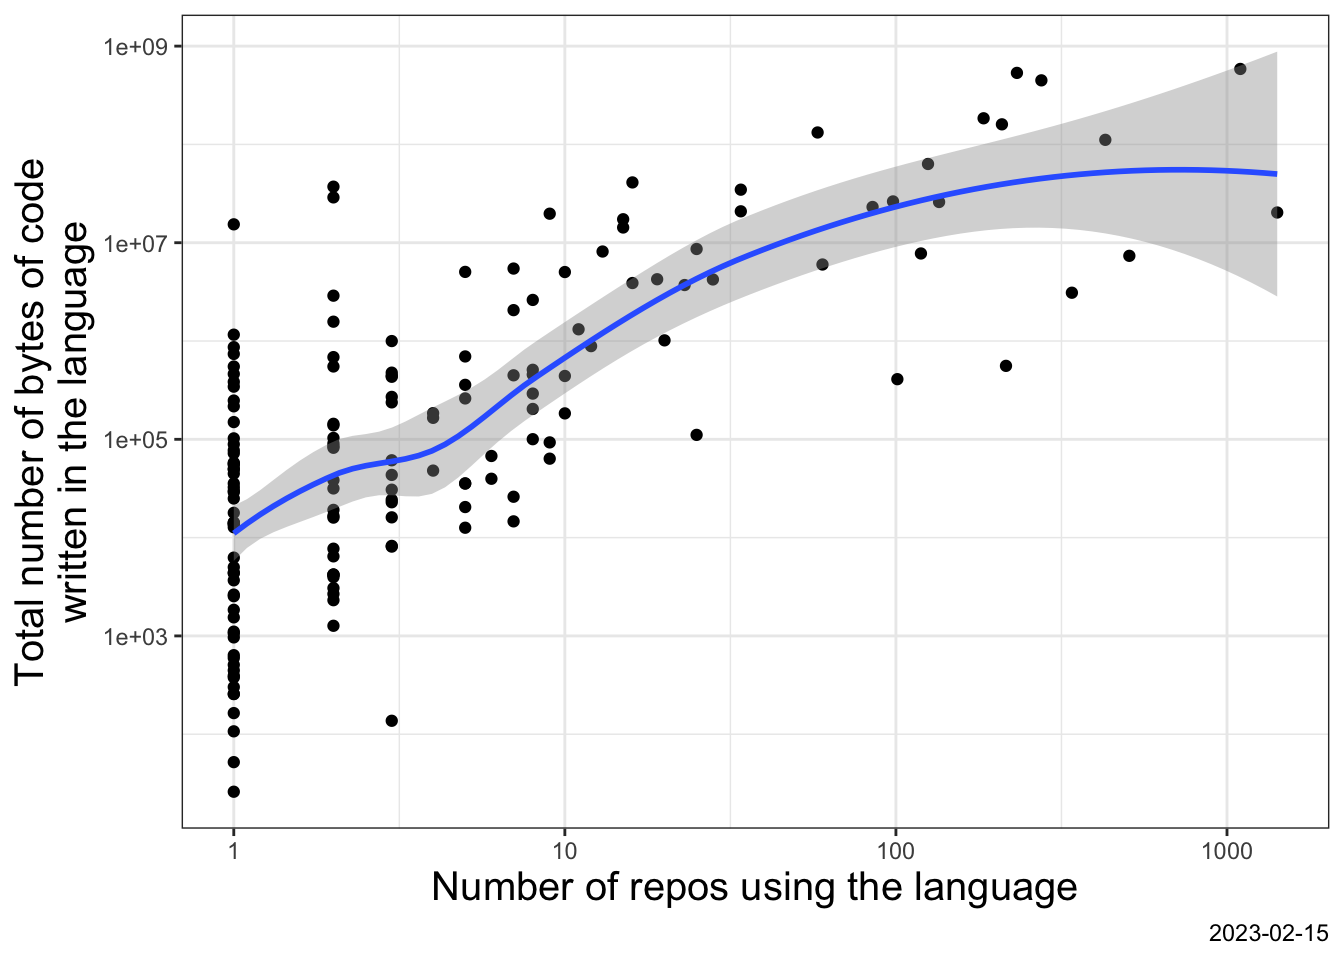 Total number of bytes of code
written in the language
1e+09
1e+07
1e+05
1e+03
1
10
100
1000
Number of repos using the language
2023-02-15